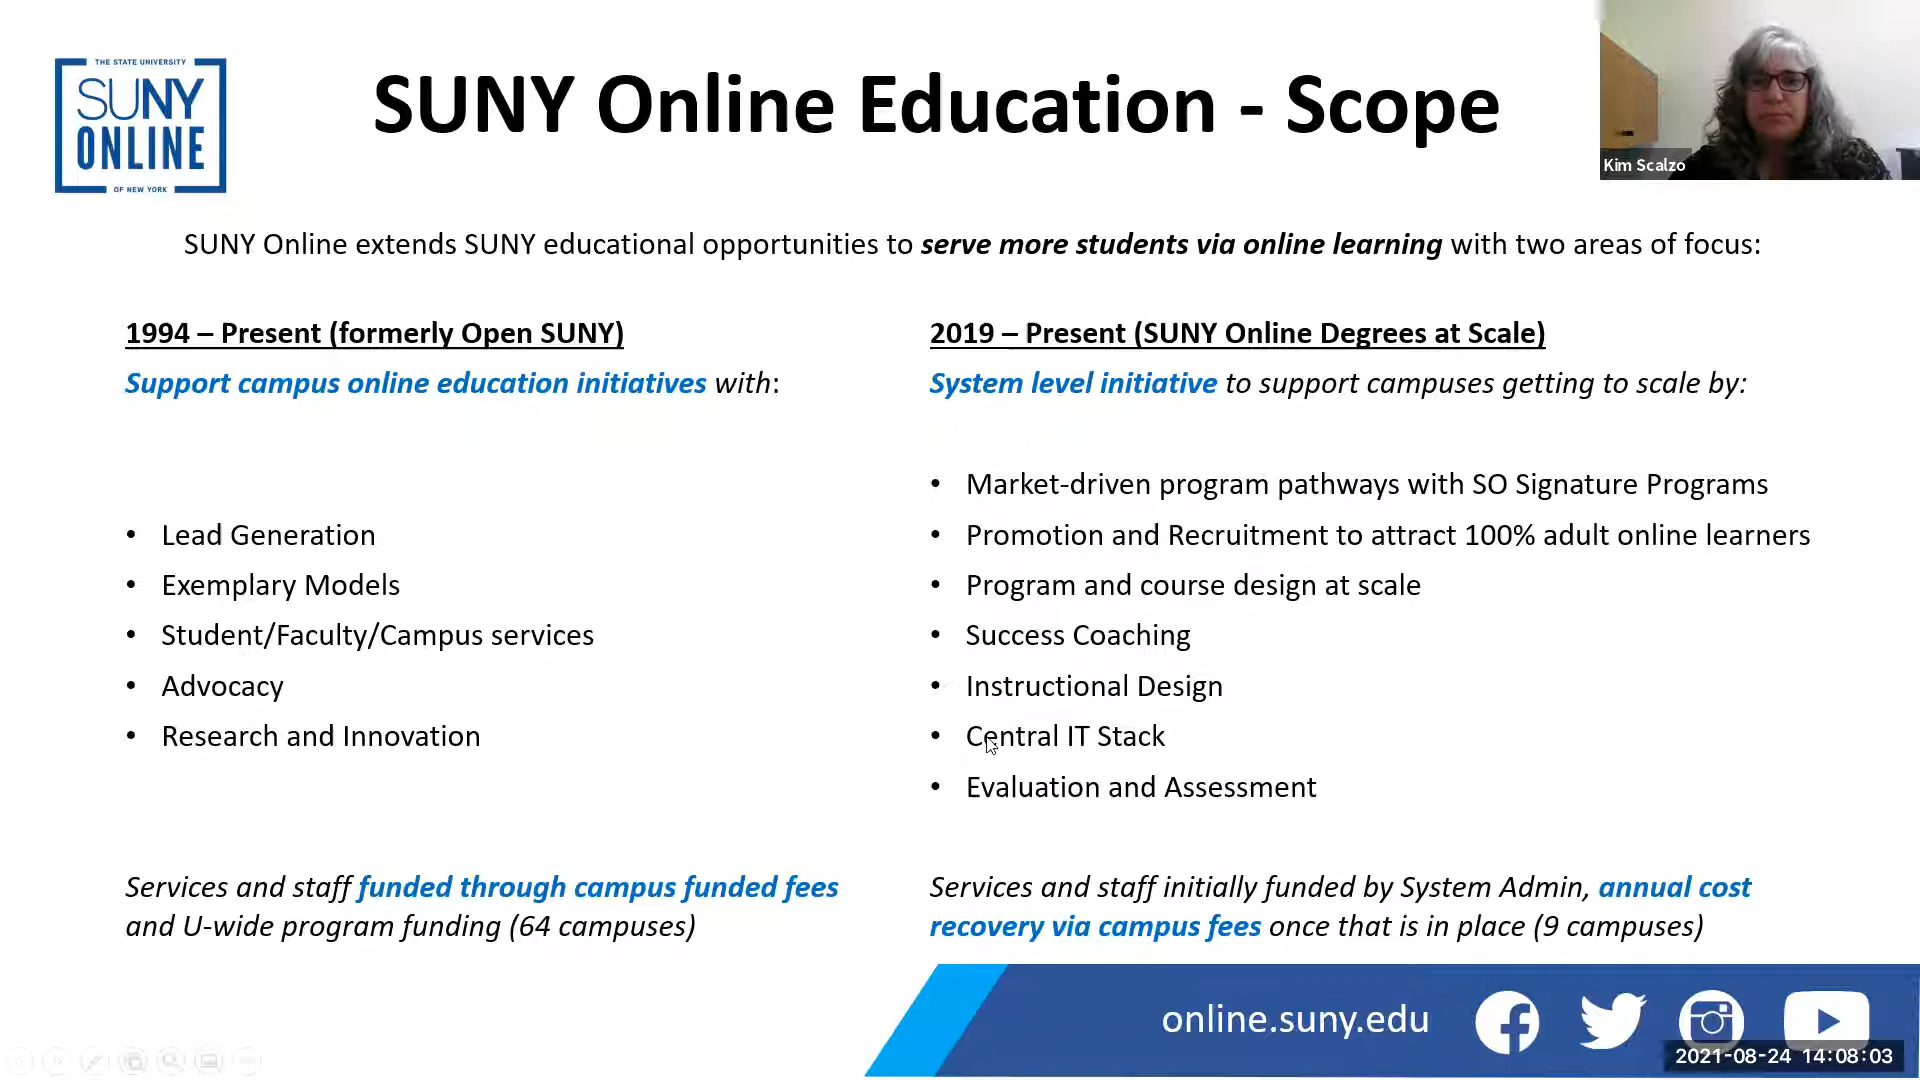 THE STATE UNIVERSITY
SUNY
ONLINE
OF NEW YORK
SUNY Online Education - Scope
Kim Scalzo
SUNY Online extends SUNY educational opportunities to serve more students via online learning with two areas of focus:
1994 – Present (formerly Open SUNY)
Support campus online education initiatives with:
• Lead Generation
• Exemplary Models
• Student/Faculty/Campus services
• Advocacy
• Research and Innovation
Services and staff funded through campus funded fees
and U-wide program funding (64 campuses)
2019 – Present (SUNY Online Degrees at Scale)
System level initiative to support campuses getting to scale by:
• Market-driven program pathways with SO Signature Programs
• Promotion and Recruitment to attract 100% adult online learners
• Program and course design at scale
• Success Coaching
• Instructional Design
• Central IT Stack
• Evaluation and Assessment
Services and staff initially funded by System Admin, annual cost
recovery via campus fees once that is in place (9 campuses)
online.suny.edu
2021-08-24 14:08:03